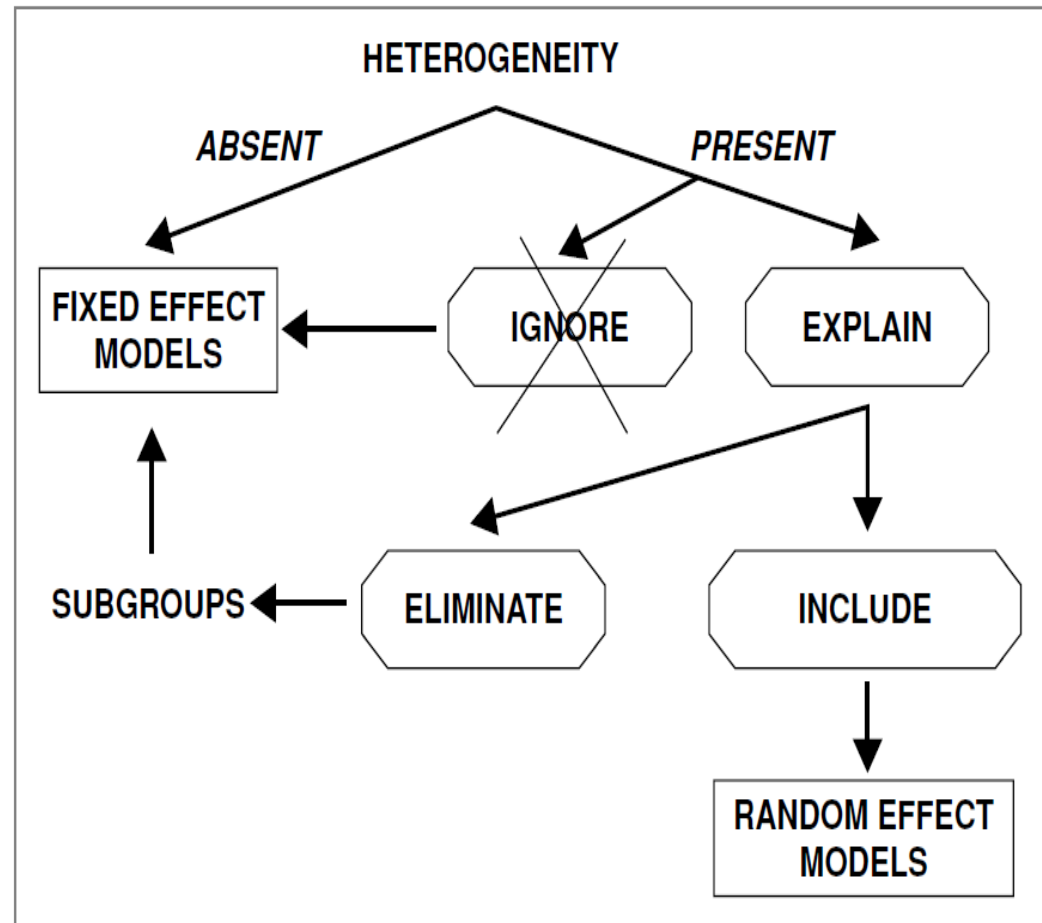 HETEROGENEITY
ABSENT
PRESENT
FIXED EFFECT
MODELS
IGNORE
EXPLAIN
SUBGROUPS
ELIMINATE
INCLUDE
RANDOM EFFECT
MODELS